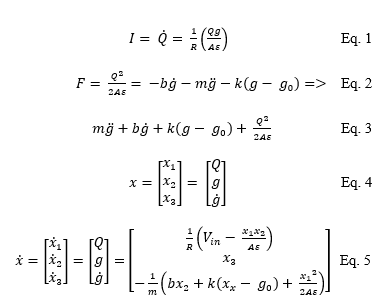 I = Q̇ = 1/R (Qg/Aε) Eq. 1
F = Q²/2Aε = −bġ − mg̈ − k(g − g₀) => Eq. 2
mg̈ + bġ + k(g − g₀) + Q²/2Aε Eq. 3
x = [x₁ x₂ x₃] = [Q g ġ] Eq. 4
ẋ = [ẋ₁ ẋ₂ ẋ₃] = [Q g ġ] = [1/R (V_in − x₁x₂/Aε) x₃ −1/m (bx₂ + k(xₓ − g₀) + x₁²/2Aε)] Eq. 5